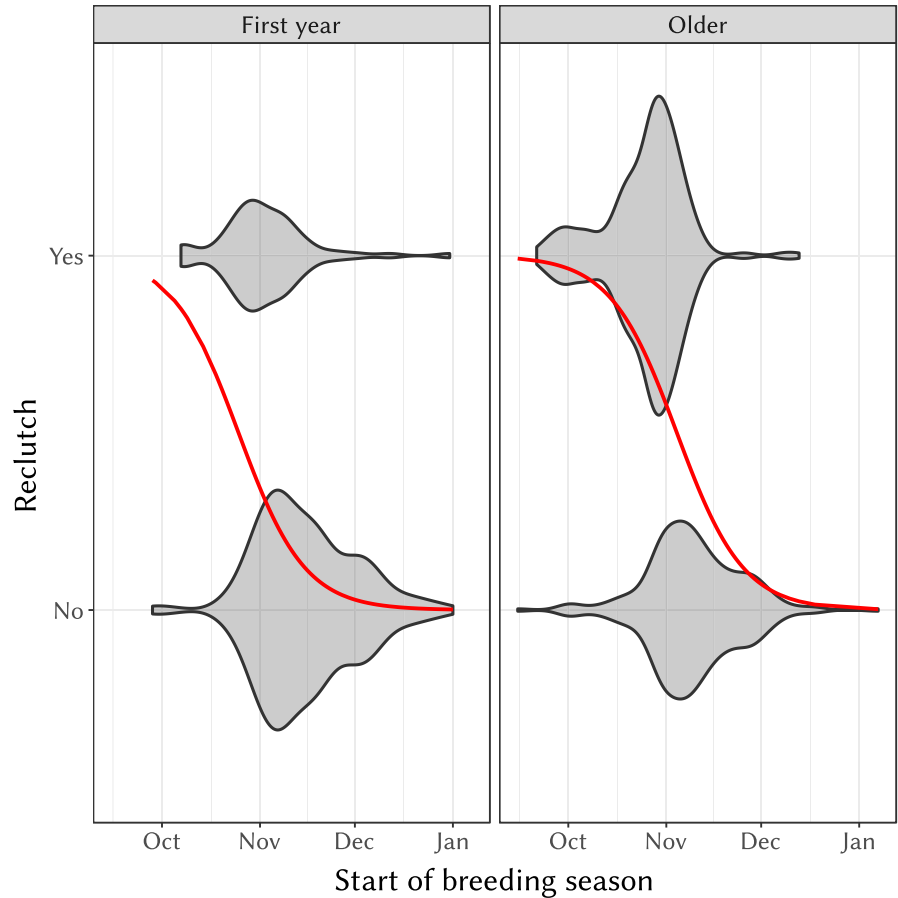 First year
Older
Yes
No
Reclutch
Oct Nov Dec Jan
Oct Nov Dec Jan
Start of breeding season